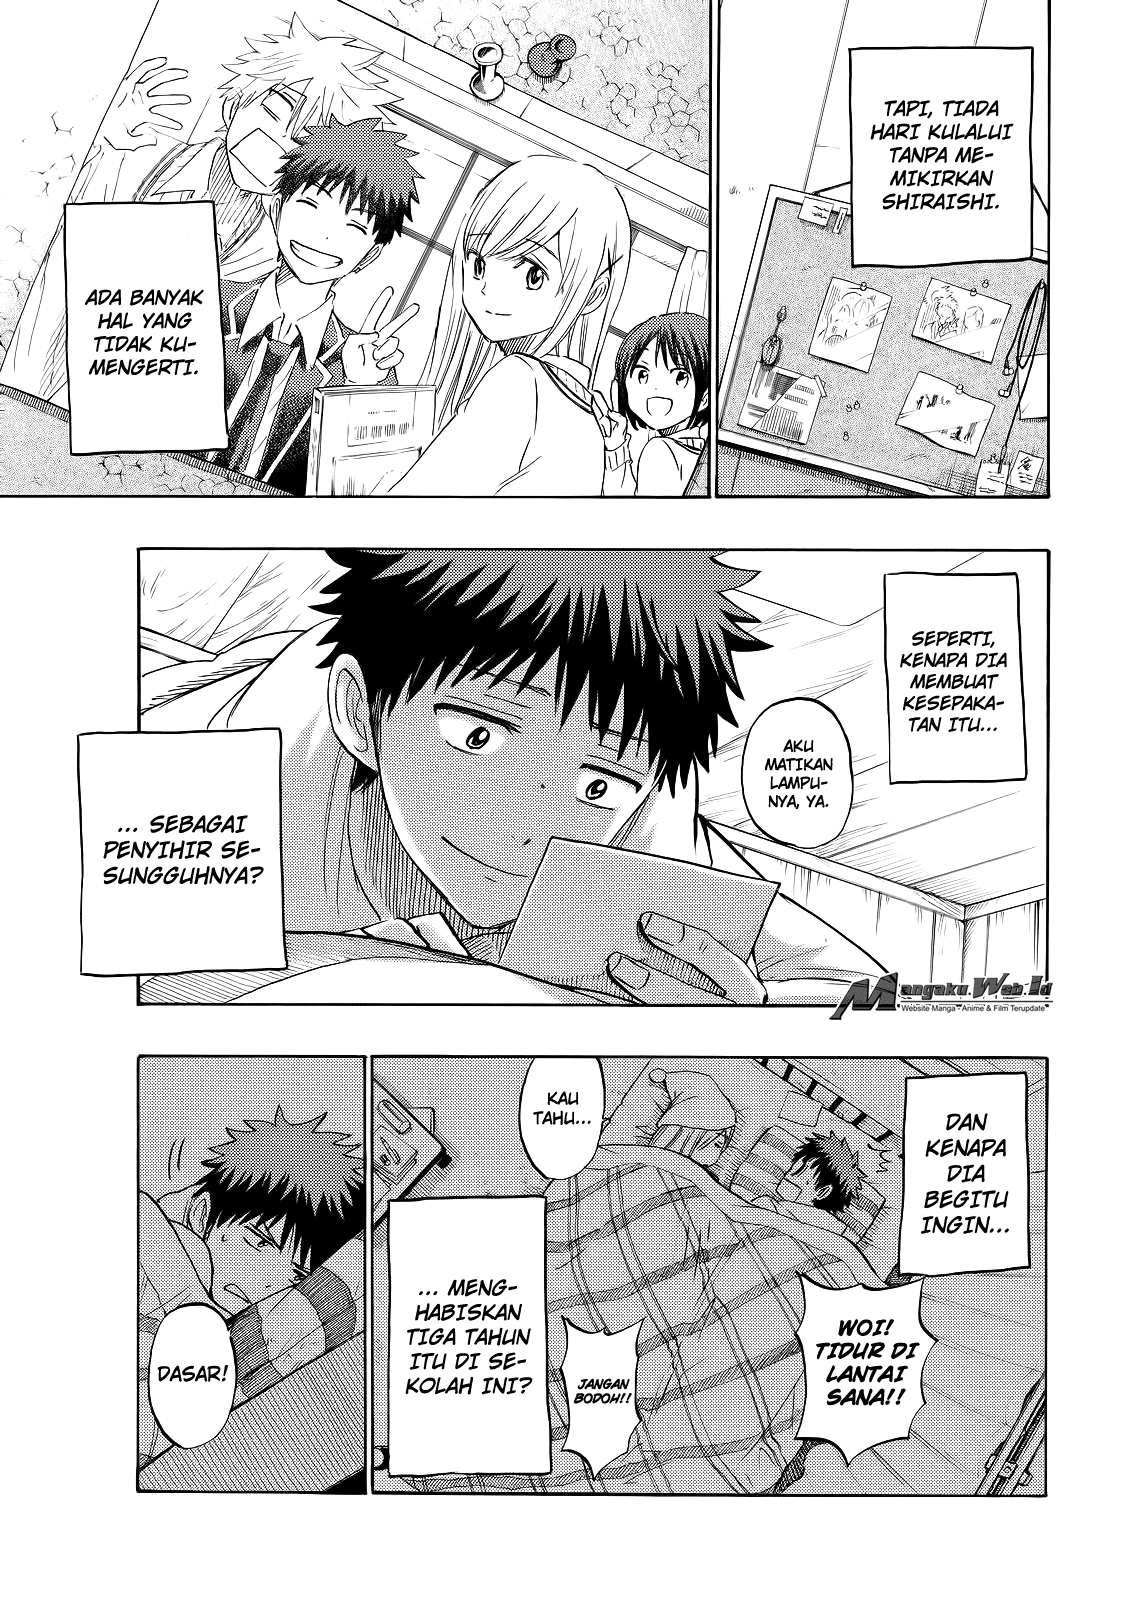 TAPI, TIADA
HARI KULALUI
TANPA ME-
MIKIRKAN
SHIRAISHI.
ADA BANYAK
HAL YANG
TIDAK KU-
MENGERTI.
SEPERTI,
KENAPA DIA
MEMBUAT
KESEPAKA-
TAN ITU...
AKU
MATIKAN
LAMPU-
NYA, YA.
... SEBAGAI
PENYIHIR SE-
SUNGGUHNYA?
Mangaku.Web.Id
Website Manga - Anime & Film Terupdate
DAN
KENAPA
DIA
BEGITU
INGIN...
KAU
TAHU...
WOI!
TIDUR DI
LANTAI
SANA!!
JANGAN
BODOH!!
... MENG-
HABISKAN
TIGA TAHUN
ITU DI SE-
KOLAH INI?
DASAR!